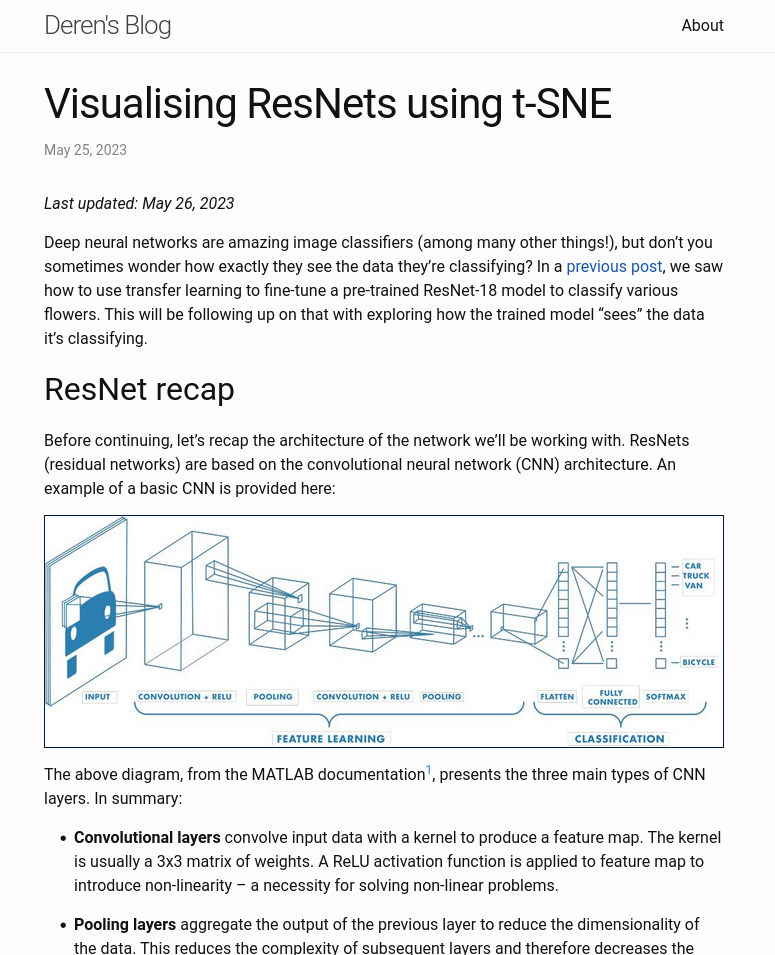 Deren's Blog
About
Visualising ResNets using t-SNE
May 25, 2023
Last updated: May 26, 2023
Deep neural networks are amazing image classifiers (among many other things!), but don’t you
sometimes wonder how exactly they see the data they’re classifying? In a previous post, we saw
how to use transfer learning to fine-tune a pre-trained ResNet-18 model to classify various
flowers. This will be following up on that with exploring how the trained model “sees” the data
it’s classifying.
ResNet recap
Before continuing, let’s recap the architecture of the network we’ll be working with. ResNets
(residual networks) are based on the convolutional neural network (CNN) architecture. An
example of a basic CNN is provided here:
CAR
TRUCK
VAN
BICYCLE
INPUT
CONVOLUTION + RELU
POOLING
CONVOLUTION + RELU
POOLING
FLATTEN
FULLY
CONNECTED
SOFTMAX
FEATURE LEARNING
CLASSIFICATION
The above diagram, from the MATLAB documentation1, presents the three main types of CNN
layers. In summary:
• Convolutional layers convolve input data with a kernel to produce a feature map. The kernel
is usually a 3x3 matrix of weights. A ReLU activation function is applied to feature map to
introduce non-linearity – a necessity for solving non-linear problems.
• Pooling layers aggregate the output of the previous layer to reduce the dimensionality of
the data. This reduces the complexity of subsequent layers and therefore decreases the